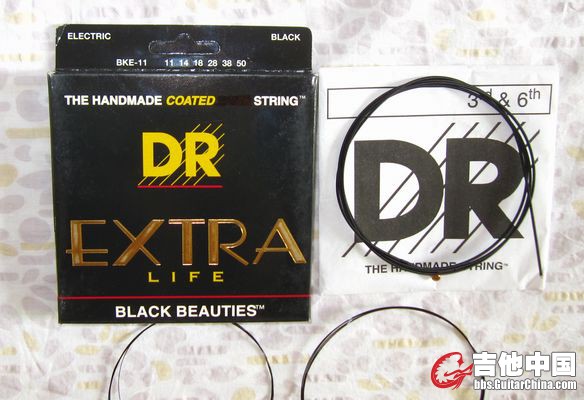 ELECTRIC
BLACK
BKE-11 11 14 18 28 38 50
THE HANDMADE COATED STRING™
DR
EXTRA
LIFE
BLACK BEAUTIES™
3rd & 6th
DR
THE HANDMADE STRING™
吉他中国
bbs.GuitarChina.com